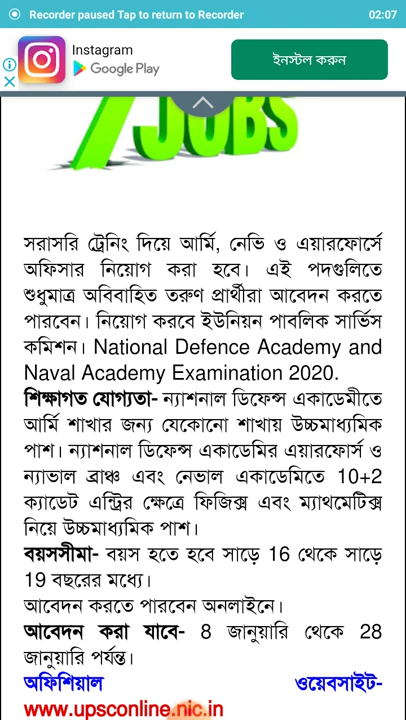 Recorder paused Tap to return to Recorder 02:07
Instagram
Google Play
ইনস্টল করুন
JOBS
সরাসরি ট্রেনিং দিয়ে আর্মি, নেভি ও এয়ারফোর্সে
অফিসার নিয়োগ করা হবে। এই পদগুলিতে
শুধুমাত্র অবিবাহিত তরুণ প্রার্থীরা আবেদন করতে
পারবেন। নিয়োগ করবে ইউনিয়ন পাবলিক সার্ভিস
কমিশন। National Defence Academy and
Naval Academy Examination 2020.
শিক্ষাগত যোগ্যতা- ন্যাশনাল ডিফেন্স একাডেমীতে
আর্মি শাখার জন্য যেকোনো শাখায় উচ্চমাধ্যমিক
পাশ। ন্যাশনাল ডিফেন্স একাডেমির এয়ারফোর্স ও
ন্যাভাল ব্রাঞ্চ এবং নেভাল একাডেমিতে 10+2
ক্যাডেট এন্ট্রির ক্ষেত্রে ফিজিক্স এবং ম্যাথমেটিক্স
নিয়ে উচ্চমাধ্যমিক পাশ।
বয়সসীমা- বয়স হতে হবে সাড়ে 16 থেকে সাড়ে
19 বছরের মধ্যে।
আবেদন করতে পারবেন অনলাইনে।
আবেদন করা যাবে- 8 জানুয়ারি থেকে 28
জানুয়ারি পর্যন্ত।
অফিশিয়াল ওয়েবসাইট-
www.upsconline.nic.in